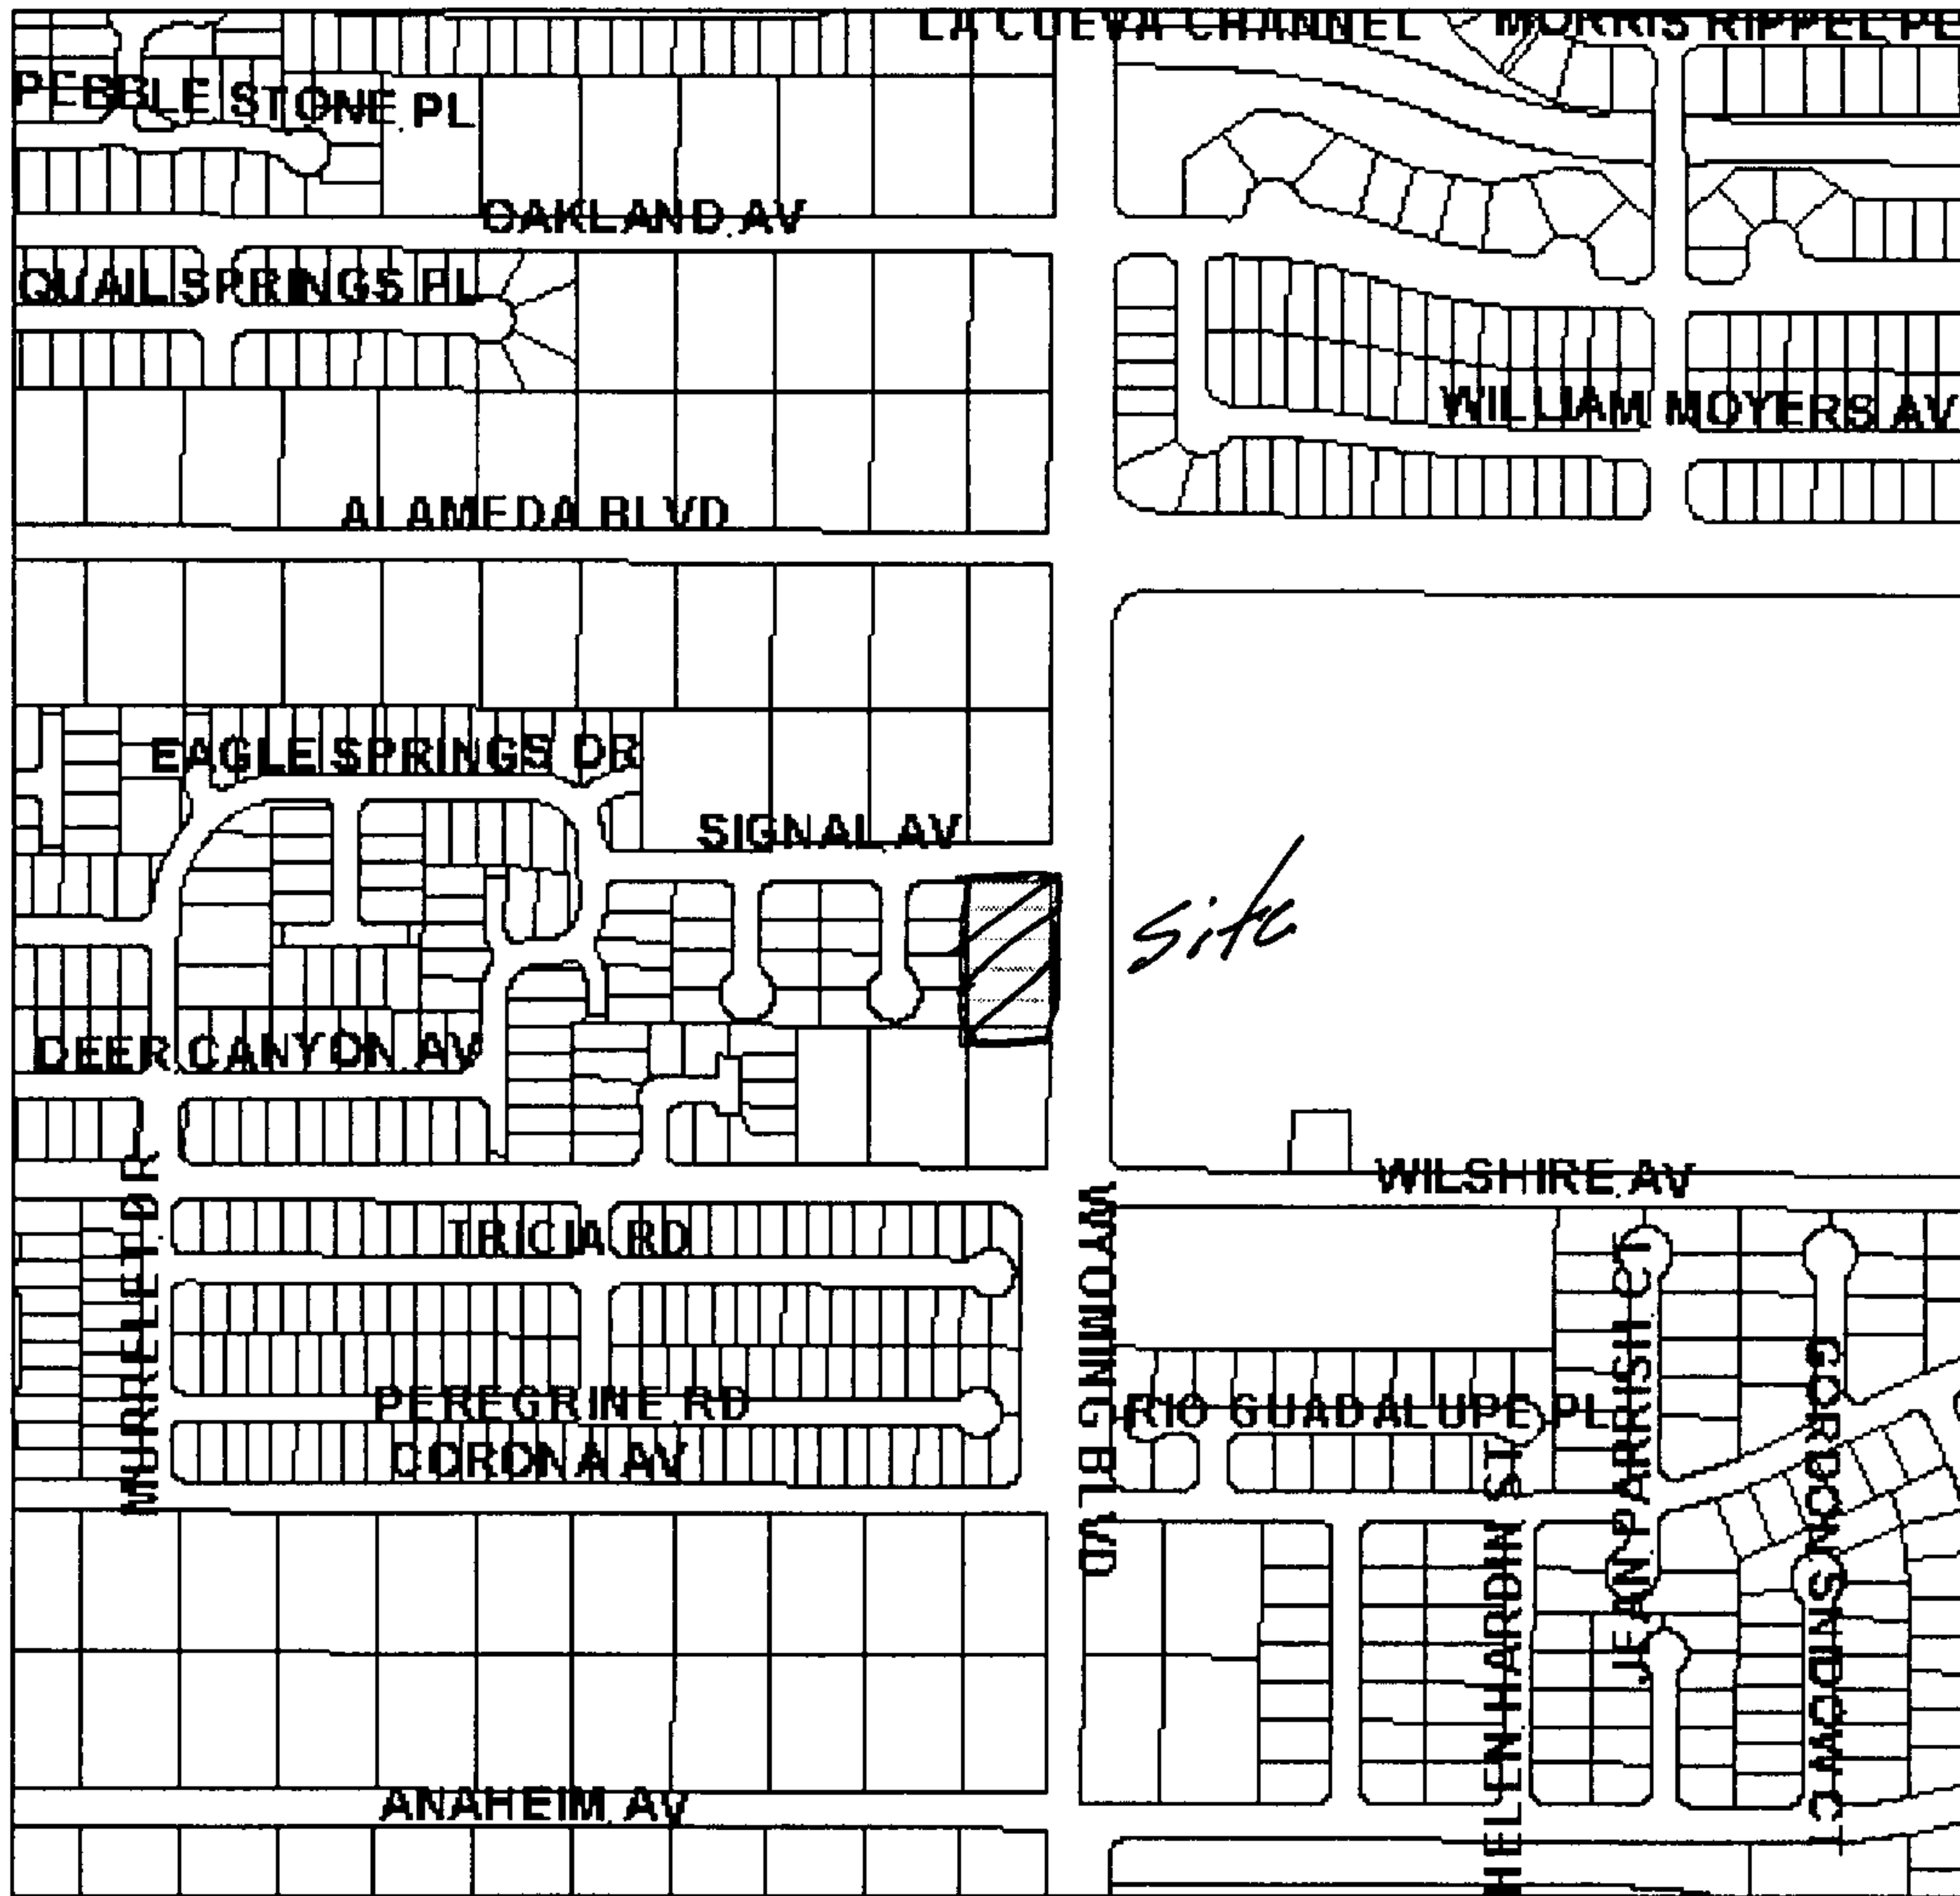 LA CUEVA CHANNEL
MORRIS RIPPEL PL
PEBBLE STONE PL
OAKLAND AV
QUAIL SPRINGS PL
WILLIAM MOYERS AV
ALAMEDA BLVD
EAGLE SPRINGS DR
SIGNAL AV
Site
DEER CANYON AV
WILSHIRE AV
MURRELET DR
TRICIA RD
WYOMING BLVD
JEAN PARRISH CT
GORDON SNIDOW CT
PEREGRINE RD
RIO GUADALUPE PL
CORONA AV
HELEN HARDIN ST
ANAHEIM AV